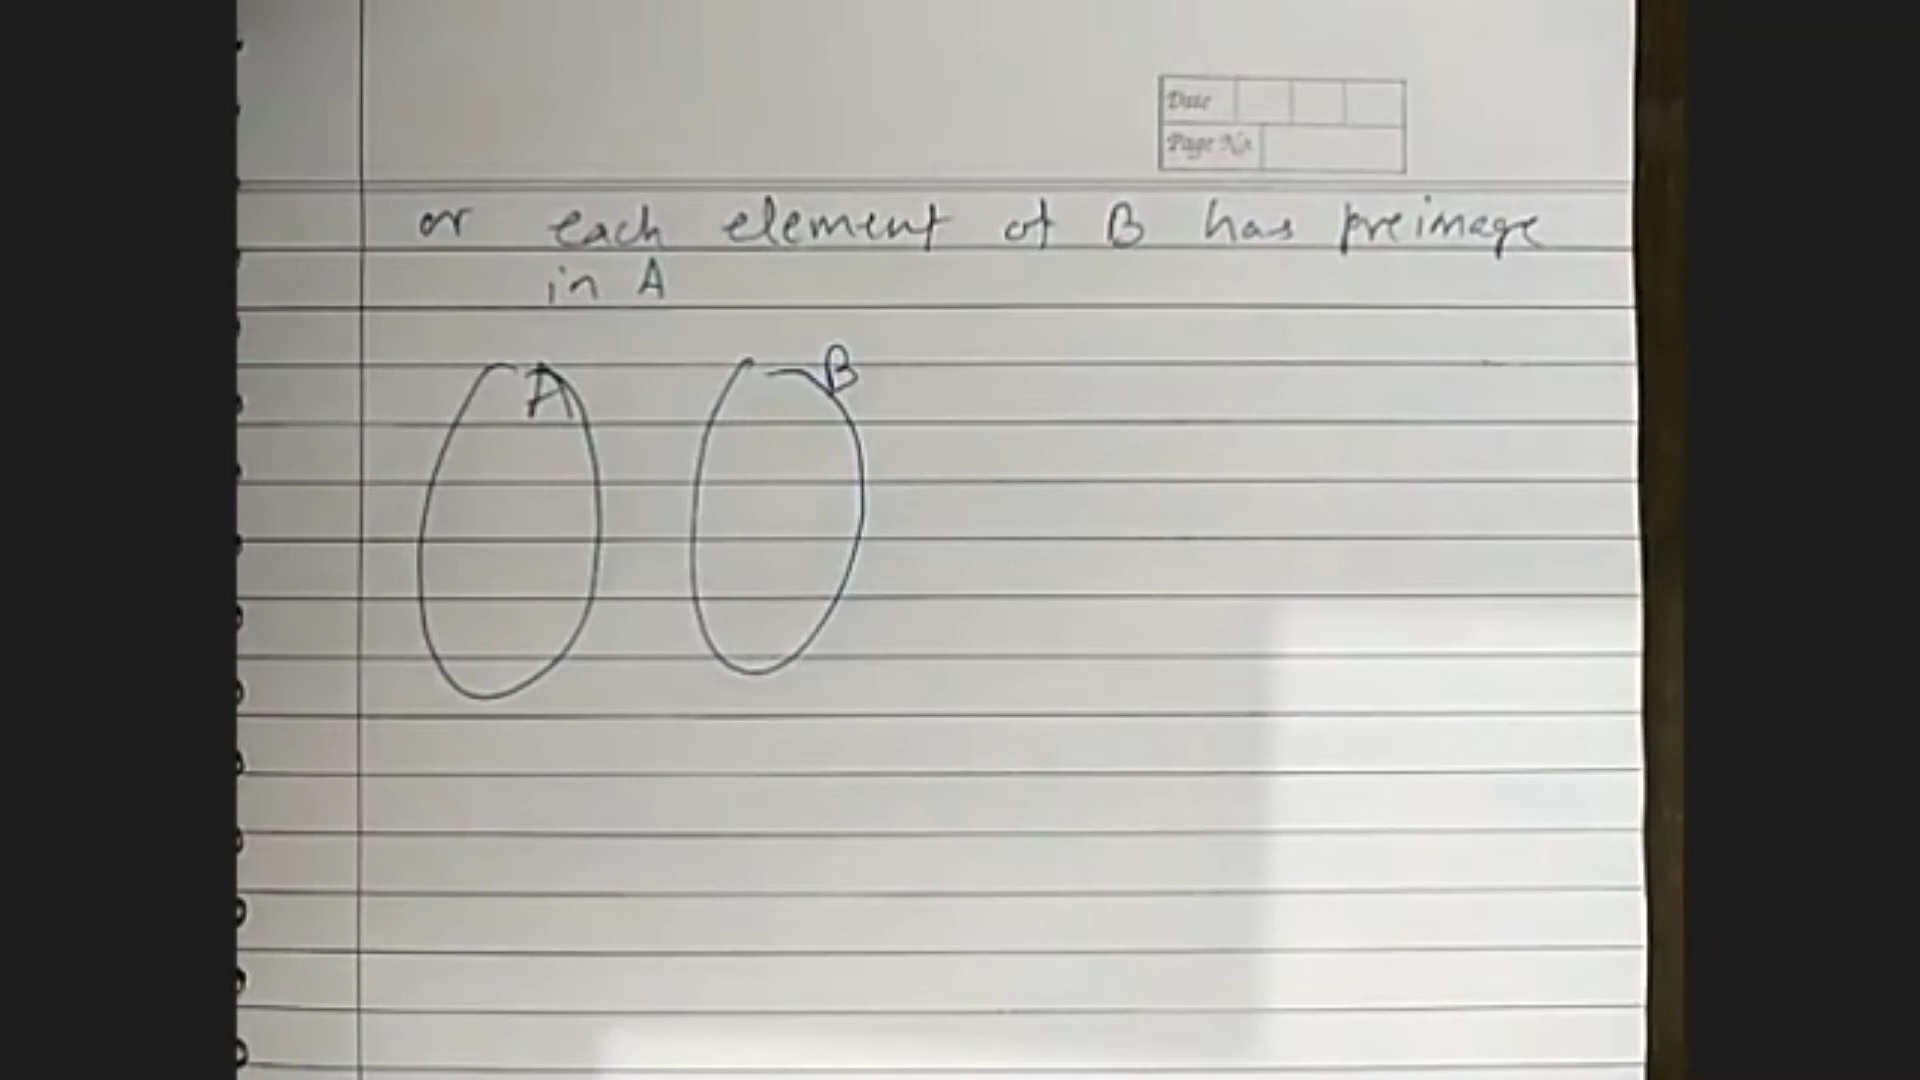 Date
Page No.
or each element of B has preimage
in A
A
B